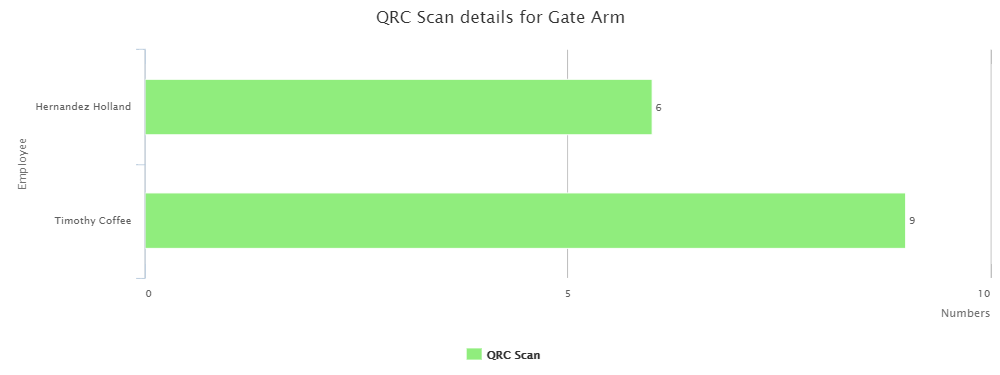 QRC Scan details for Gate Arm
Employee
Hernandez Holland
6
Timothy Coffee
9
0
5
10
Numbers
QRC Scan